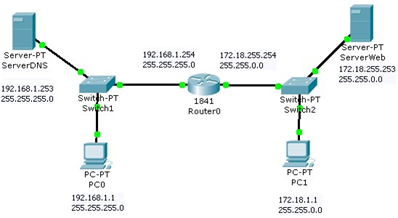 Server-PT
ServerDNS
192.168.1.253
255.255.255.0
Switch-PT
Switch1
PC-PT
PC0
192.168.1.1
255.255.255.0
192.168.1.254
255.255.255.0
1841
Router0
172.18.255.254
255.255.0.0
Server-PT
ServerWeb
172.18.255.253
255.255.0.0
Switch-PT
Switch2
PC-PT
PC1
172.18.1.1
255.255.0.0